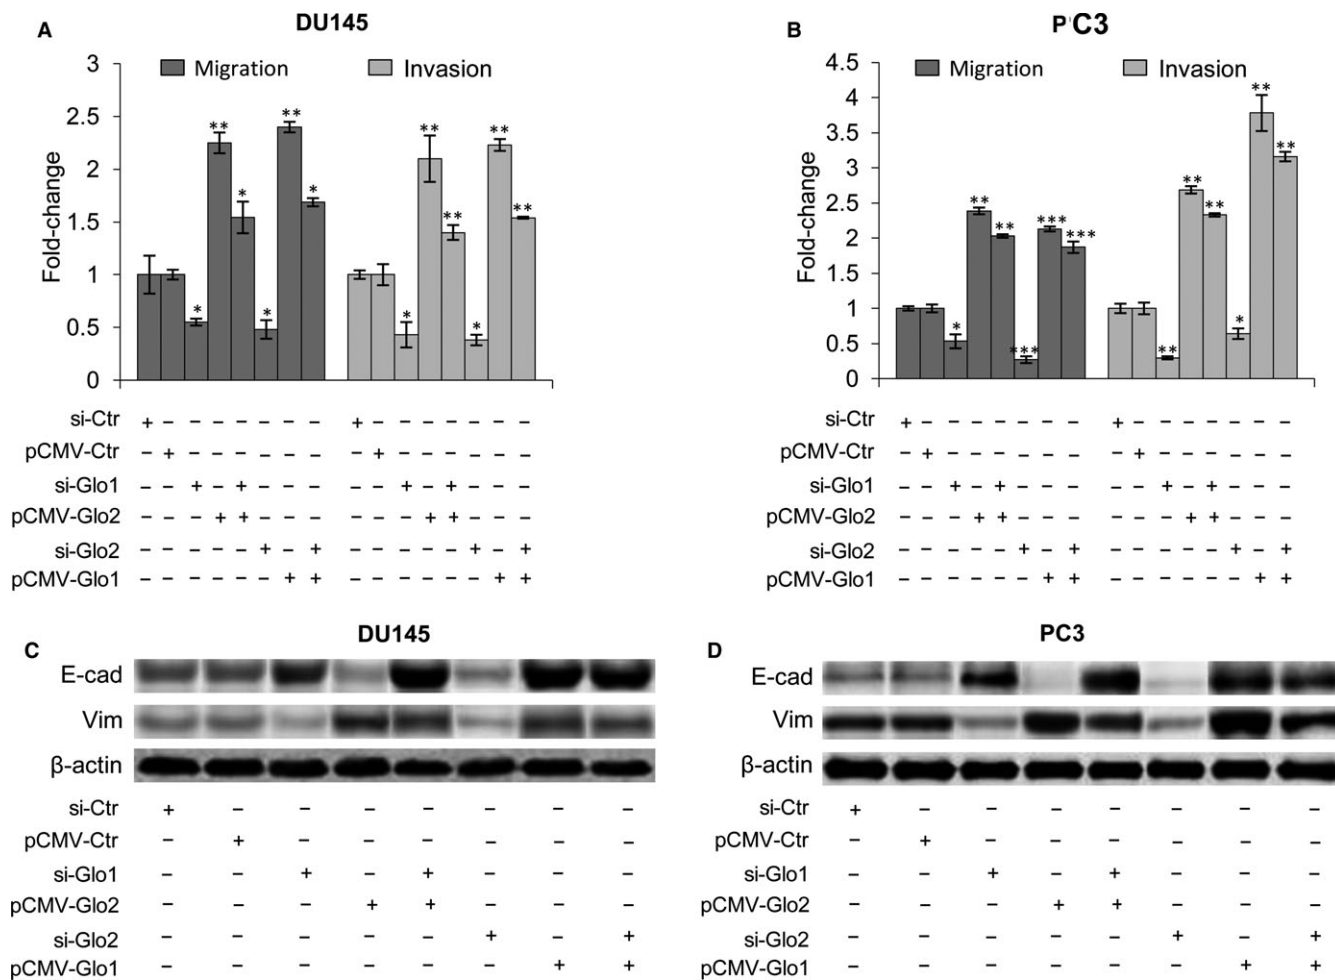 A
DU145
Migration Invasion
Fold-change
3
2.5
2
1.5
1
0.5
0
* ** * * ** * * ** ** * ** **
si-Ctr + – – – – – – – + – – – – – – –
pCMV-Ctr – + – – – – – – – + – – – – – –
si-Glo1 – – + – + – – – – – + – + – – –
pCMV-Glo2 – – – + + – – – – – – + + – – –
si-Glo2 – – – – – + – + – – – – – + – +
pCMV-Glo1 – – – – – – + + – – – – – – + +
B
P'C3
Migration Invasion
Fold-change
4.5
4
3.5
3
2.5
2
1.5
1
0.5
0
* ** ** *** *** *** ** ** ** * ** **
si-Ctr + – – – – – – – + – – – – – – –
pCMV-Ctr – + – – – – – – – + – – – – – –
si-Glo1 – – + – + – – – – – + – + – – –
pCMV-Glo2 – – – + + – – – – – – + + – – –
si-Glo2 – – – – – + – + – – – – – + – +
pCMV-Glo1 – – – – – – + + – – – – – – + +
C
DU145
E-cad
Vim
β-actin
si-Ctr + – – – – – – –
pCMV-Ctr – + – – – – – –
si-Glo1 – – + – + – – –
pCMV-Glo2 – – – + + – – –
si-Glo2 – – – – – + – +
pCMV-Glo1 – – – – – – + +
D
PC3
E-cad
Vim
β-actin
si-Ctr + – – – – – – –
pCMV-Ctr – + – – – – – –
si-Glo1 – – + – + – – –
pCMV-Glo2 – – – + + – – –
si-Glo2 – – – – – + – +
pCMV-Glo1 – – – – – – + +